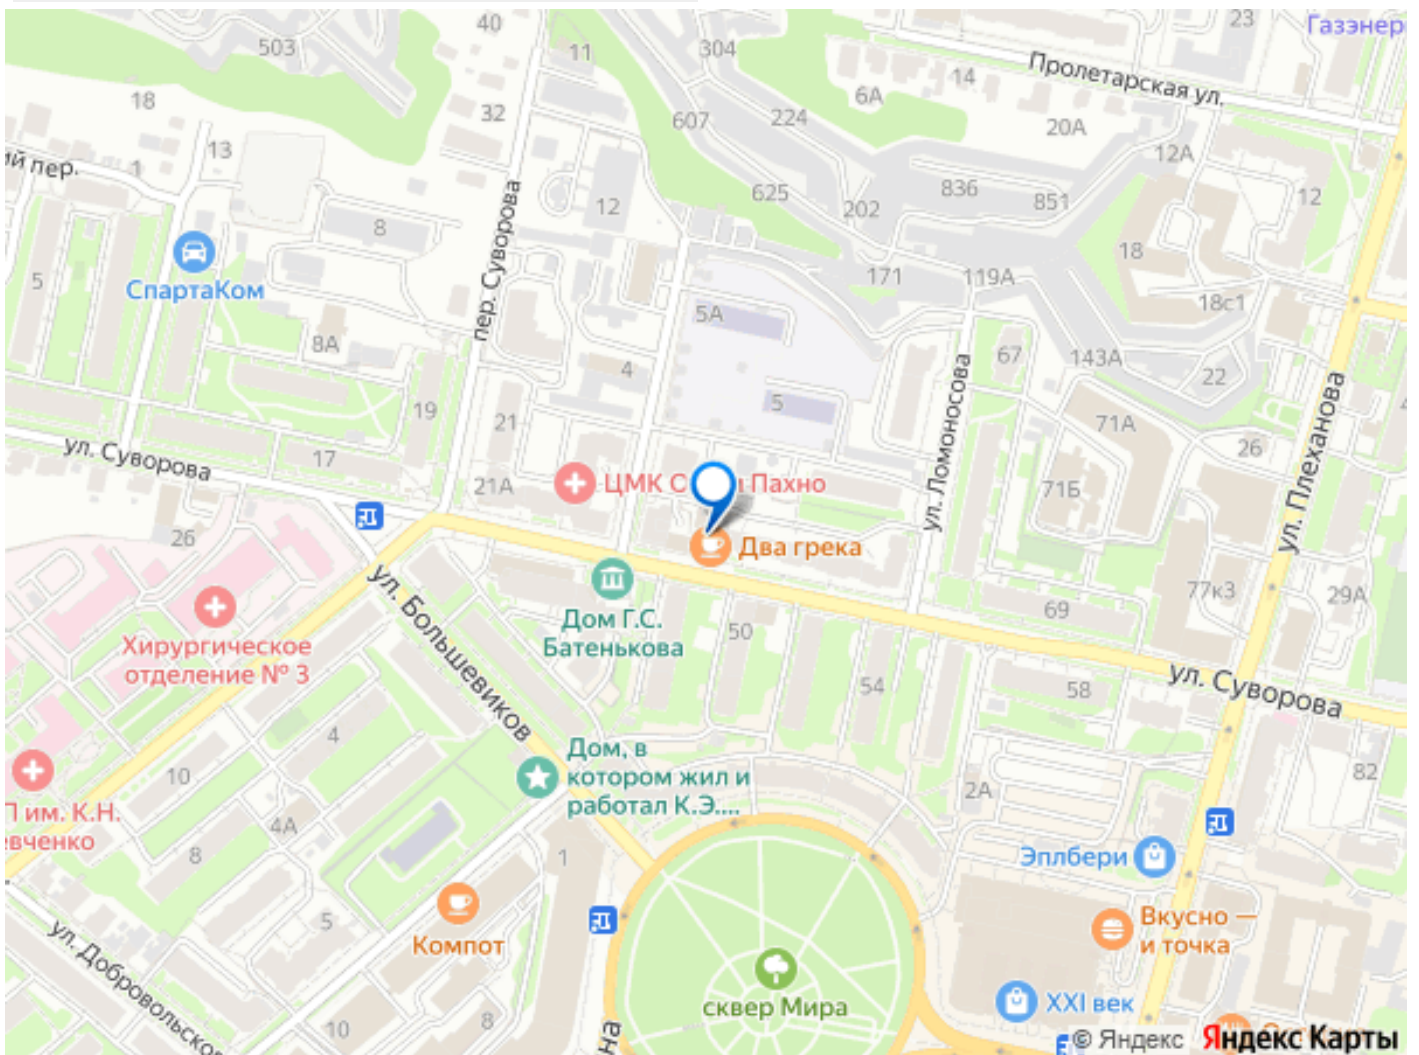 40
23
Газэнер
503
304
11
Пролетарская ул.
14
18
6А
32
607
224
20А
13
12А
ий пер.
1
836
12
625
851
12
202
8
пер. Суворова
18
5
171
119А
СпартаКом
18с1
5А
8А
67
143А
4
22
ул. Ломоносова
ул. Плеханова
5
19
21
71А
ул. Суворова
26
17
21А
ЦМК С
Пахно
71Б
26
Два грека
ул. Большевиков
77к3
29А
Дом Г.С.
Батенькова
69
50
Хирургическое
отделение № 3
54
58
ул. Суворова
4
Дом, в
котором жил и
работал К.Э....
10
82
2А
П им. К.Н.
евченко
4А
8
1
Эплбери
5
Компот
Вкусно —
и точка
ул. Добровольско
сквер Мира
XXI век
10
8
на
© Яндекс
Яндекс Карты